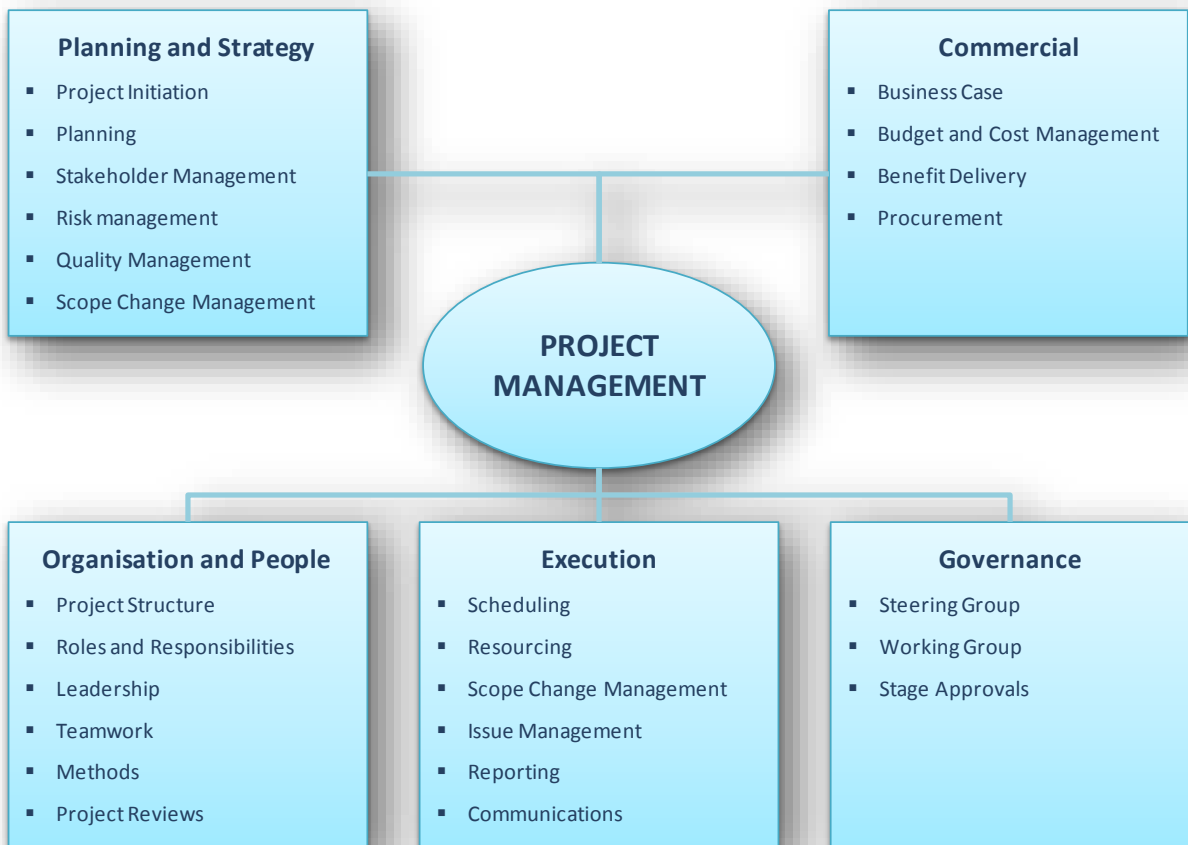 Planning and Strategy
▪ Project Initiation
▪ Planning
▪ Stakeholder Management
▪ Risk management
▪ Quality Management
▪ Scope Change Management
Commercial
▪ Business Case
▪ Budget and Cost Management
▪ Benefit Delivery
▪ Procurement
PROJECT
MANAGEMENT
Organisation and People
▪ Project Structure
▪ Roles and Responsibilities
▪ Leadership
▪ Teamwork
▪ Methods
▪ Project Reviews
Execution
▪ Scheduling
▪ Resourcing
▪ Scope Change Management
▪ Issue Management
▪ Reporting
▪ Communications
Governance
▪ Steering Group
▪ Working Group
▪ Stage Approvals